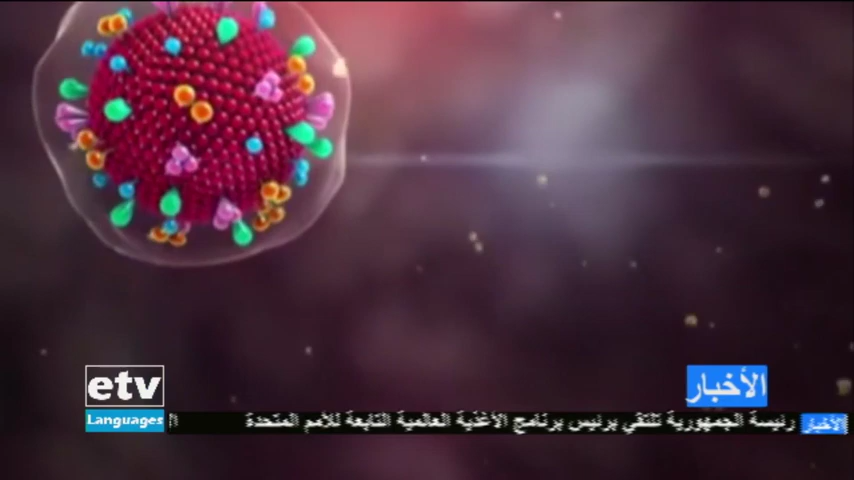 الأخبار
etv
Languages
الأخبار رئيسة الجمهورية تلتقي برئيس برنامج الأغذية العالمية التابعة للأمم المتحدة